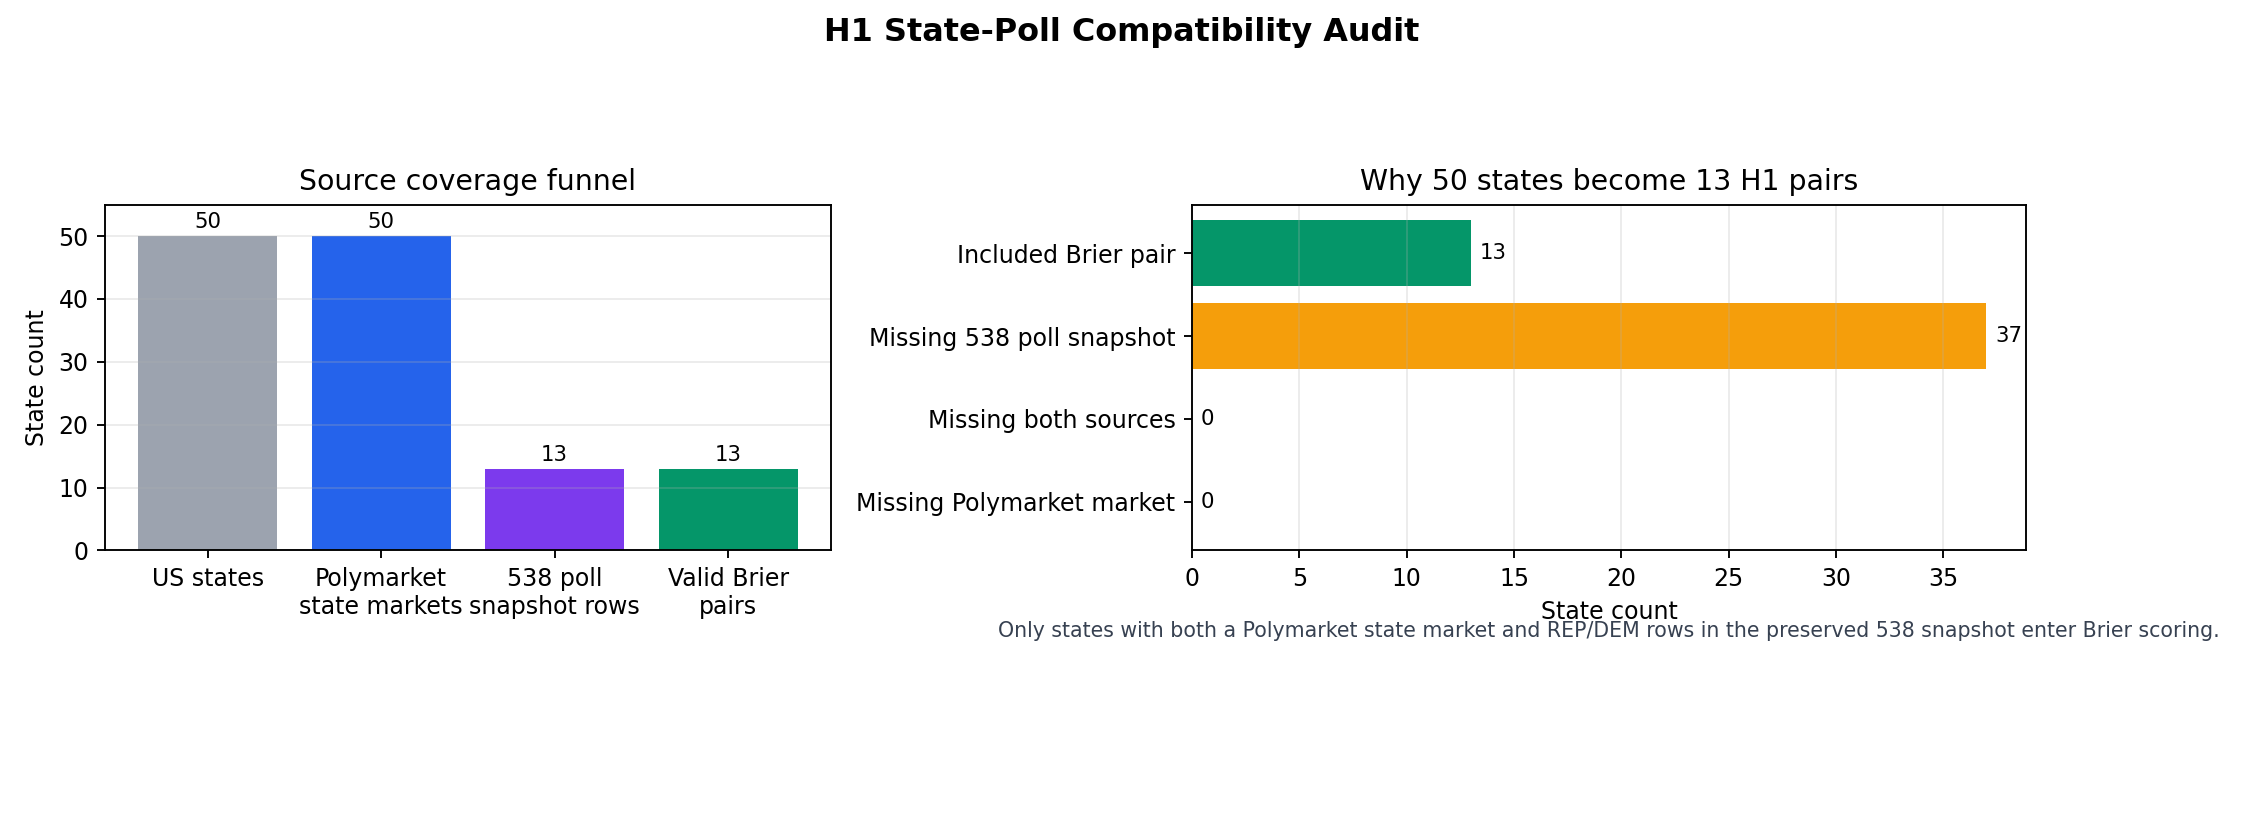 H1 State-Poll Compatibility Audit
Source coverage funnel
50
50
13
13
50
40
30
20
10
0
State count
US states
Polymarket
state markets
538 poll
snapshot rows
Valid Brier
pairs
Why 50 states become 13 H1 pairs
Included Brier pair
13
Missing 538 poll snapshot
37
Missing both sources
0
Missing Polymarket market
0
0 5 10 15 20 25 30 35
State count
Only states with both a Polymarket state market and REP/DEM rows in the preserved 538 snapshot enter Brier scoring.